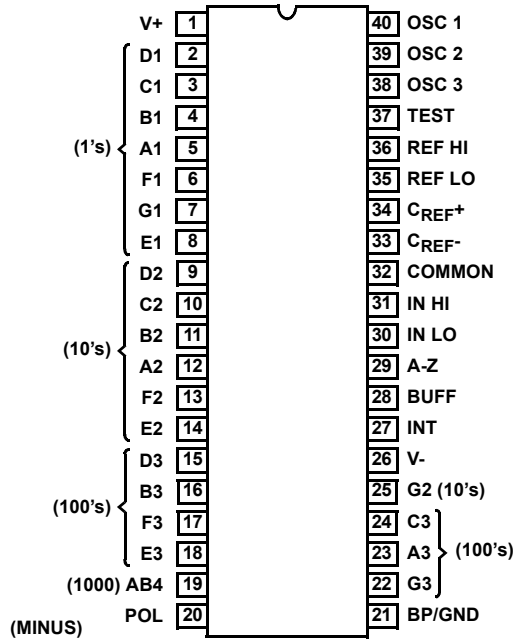 V+ 1 40 OSC 1
D1 2 39 OSC 2
C1 3 38 OSC 3
B1 4 37 TEST
(1's) A1 5 36 REF HI
F1 6 35 REF LO
G1 7 34 CREF+
E1 8 33 CREF-
D2 9 32 COMMON
C2 10 31 IN HI
(10's) B2 11 30 IN LO
A2 12 29 A-Z
F2 13 28 BUFF
E2 14 27 INT
D3 15 26 V-
(100's) B3 16 25 G2 (10's)
F3 17 24 C3
E3 18 23 A3 (100's)
(1000) AB4 19 22 G3
(MINUS) POL 20 21 BP/GND